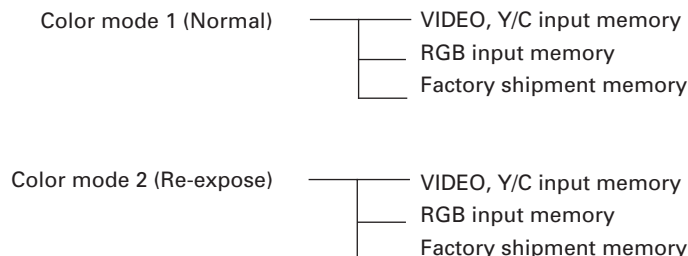 Color mode 1 (Normal) VIDEO, Y/C input memory
RGB input memory
Factory shipment memory
Color mode 2 (Re-expose) VIDEO, Y/C input memory
RGB input memory
Factory shipment memory